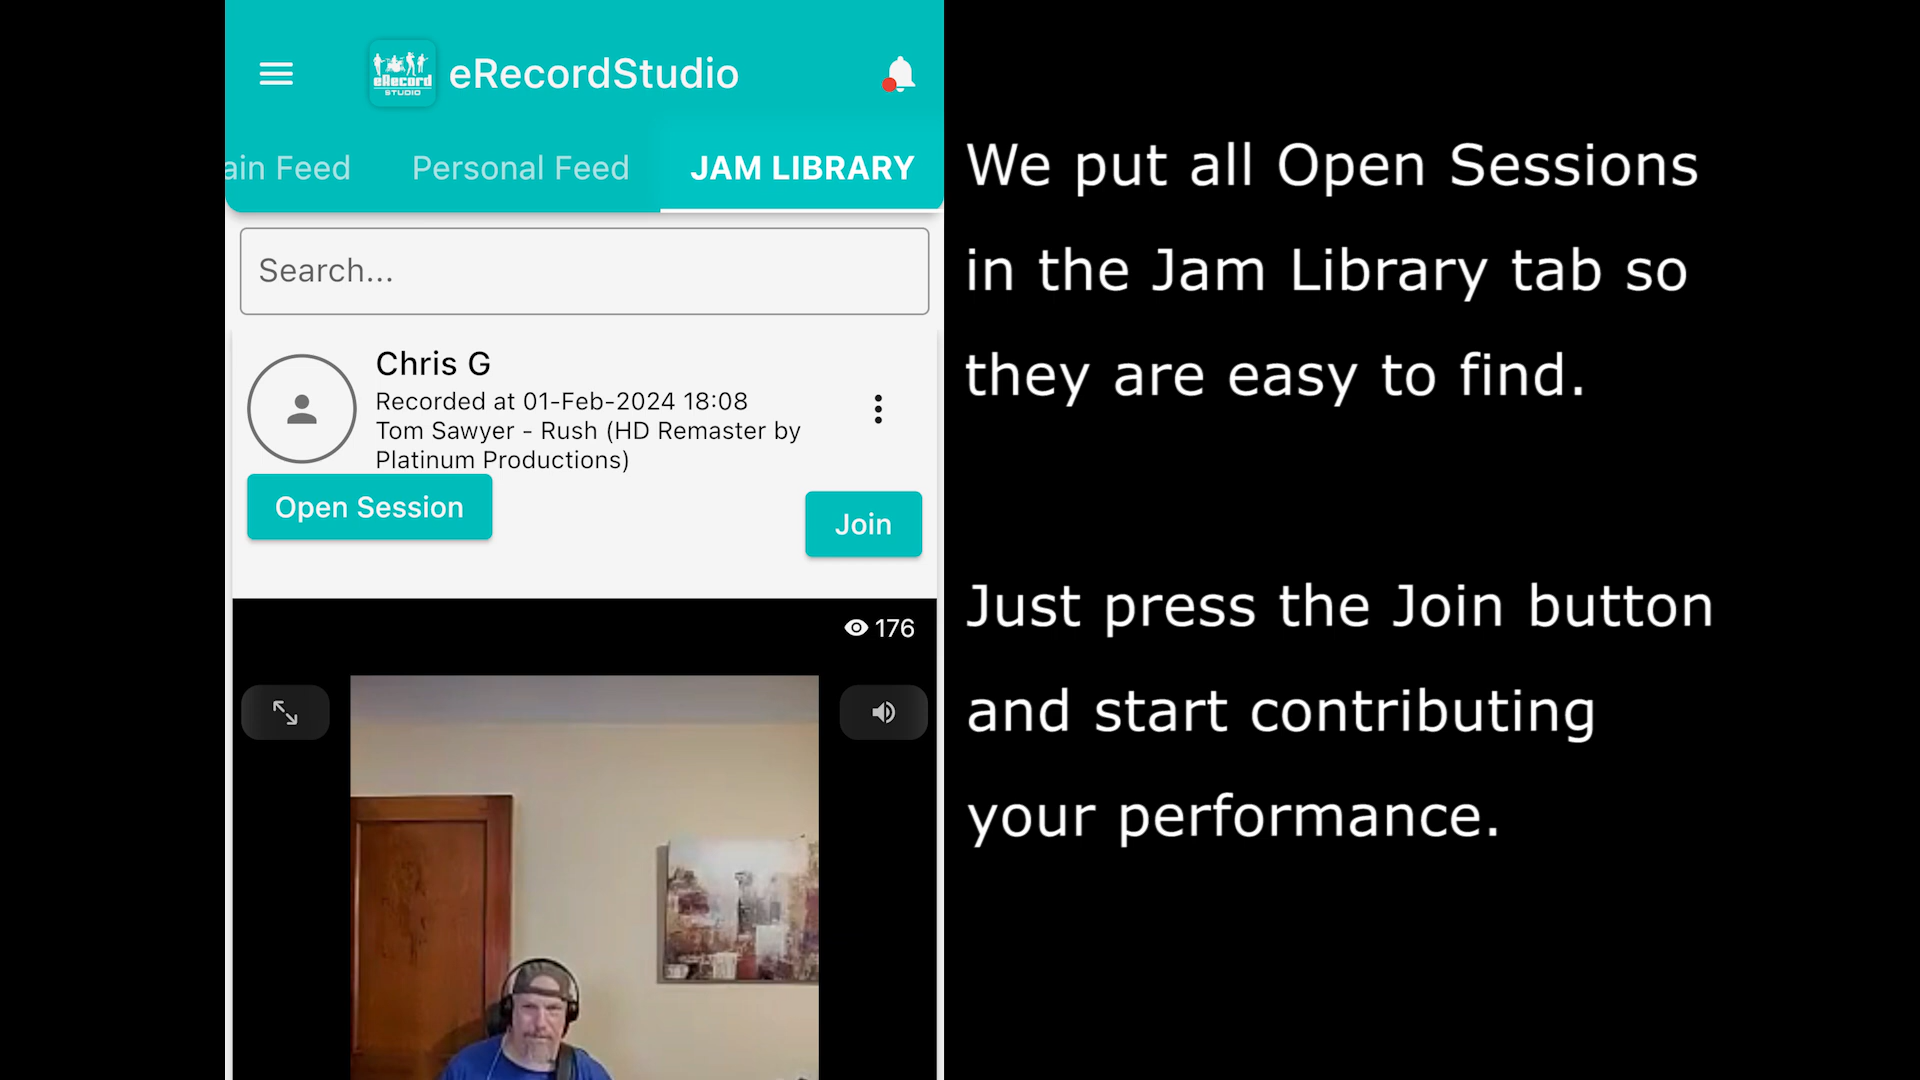 eRecord
STUDIO
eRecordStudio
ain Feed
Personal Feed
JAM LIBRARY
Search...
Chris G
Recorded at 01-Feb-2024 18:08
Tom Sawyer - Rush (HD Remaster by
Platinum Productions)
Open Session
Join
176
We put all Open Sessions
in the Jam Library tab so
they are easy to find.
Just press the Join button
and start contributing
your performance.